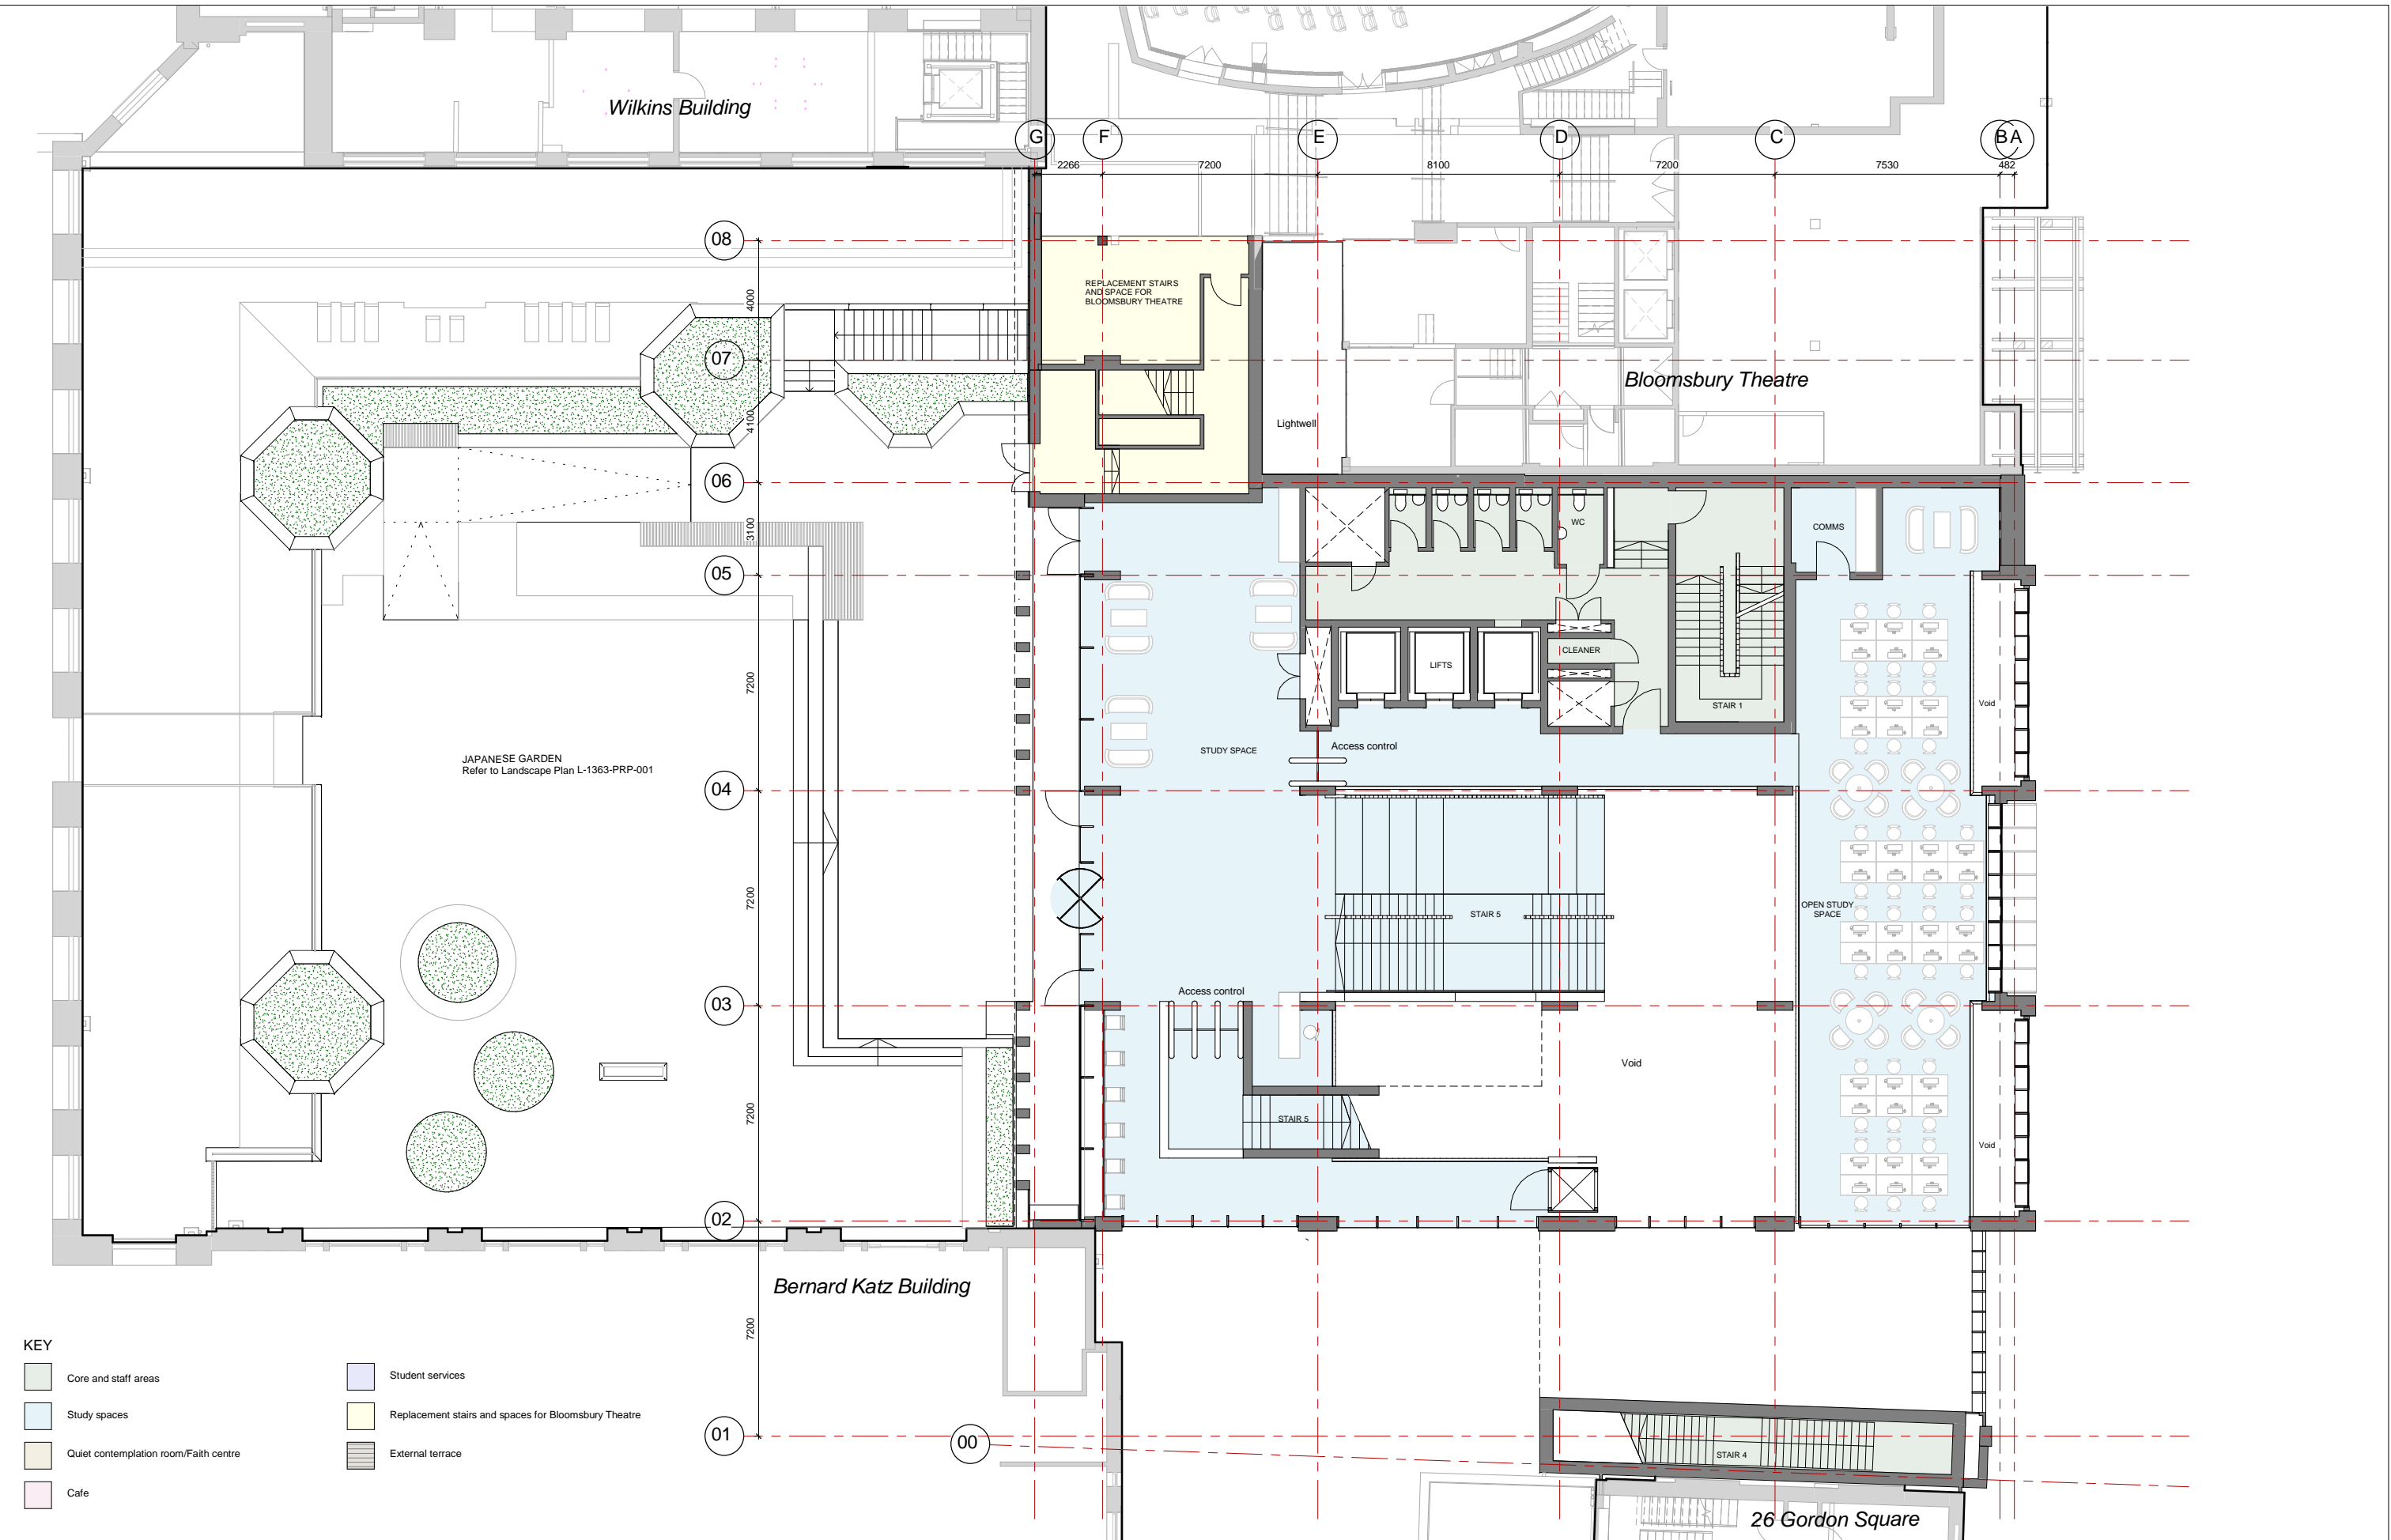 Wilkins Building
G
F
E
D
C
B
A
2266
7200
8100
7200
7530
482
08
4000
REPLACEMENT STAIRS
AND SPACE FOR
BLOOMSBURY THEATRE
07
Bloomsbury Theatre
4100
Lightwell
06
3100
WC
COMMS
05
CLEANER
LIFTS
7200
STAIR 1
Void
JAPANESE GARDEN
Refer to Landscape Plan L-1363-PRP-001
STUDY SPACE
Access control
04
7200
STAIR 5
OPEN STUDY
SPACE
Access control
03
Void
7200
STAIR 5
Void
02
Bernard Katz Building
7200
01
00
STAIR 4
26 Gordon Square
KEY
Core and staff areas
Study spaces
Quiet contemplation room/Faith centre
Cafe
Student services
Replacement stairs and spaces for Bloomsbury Theatre
External terrace